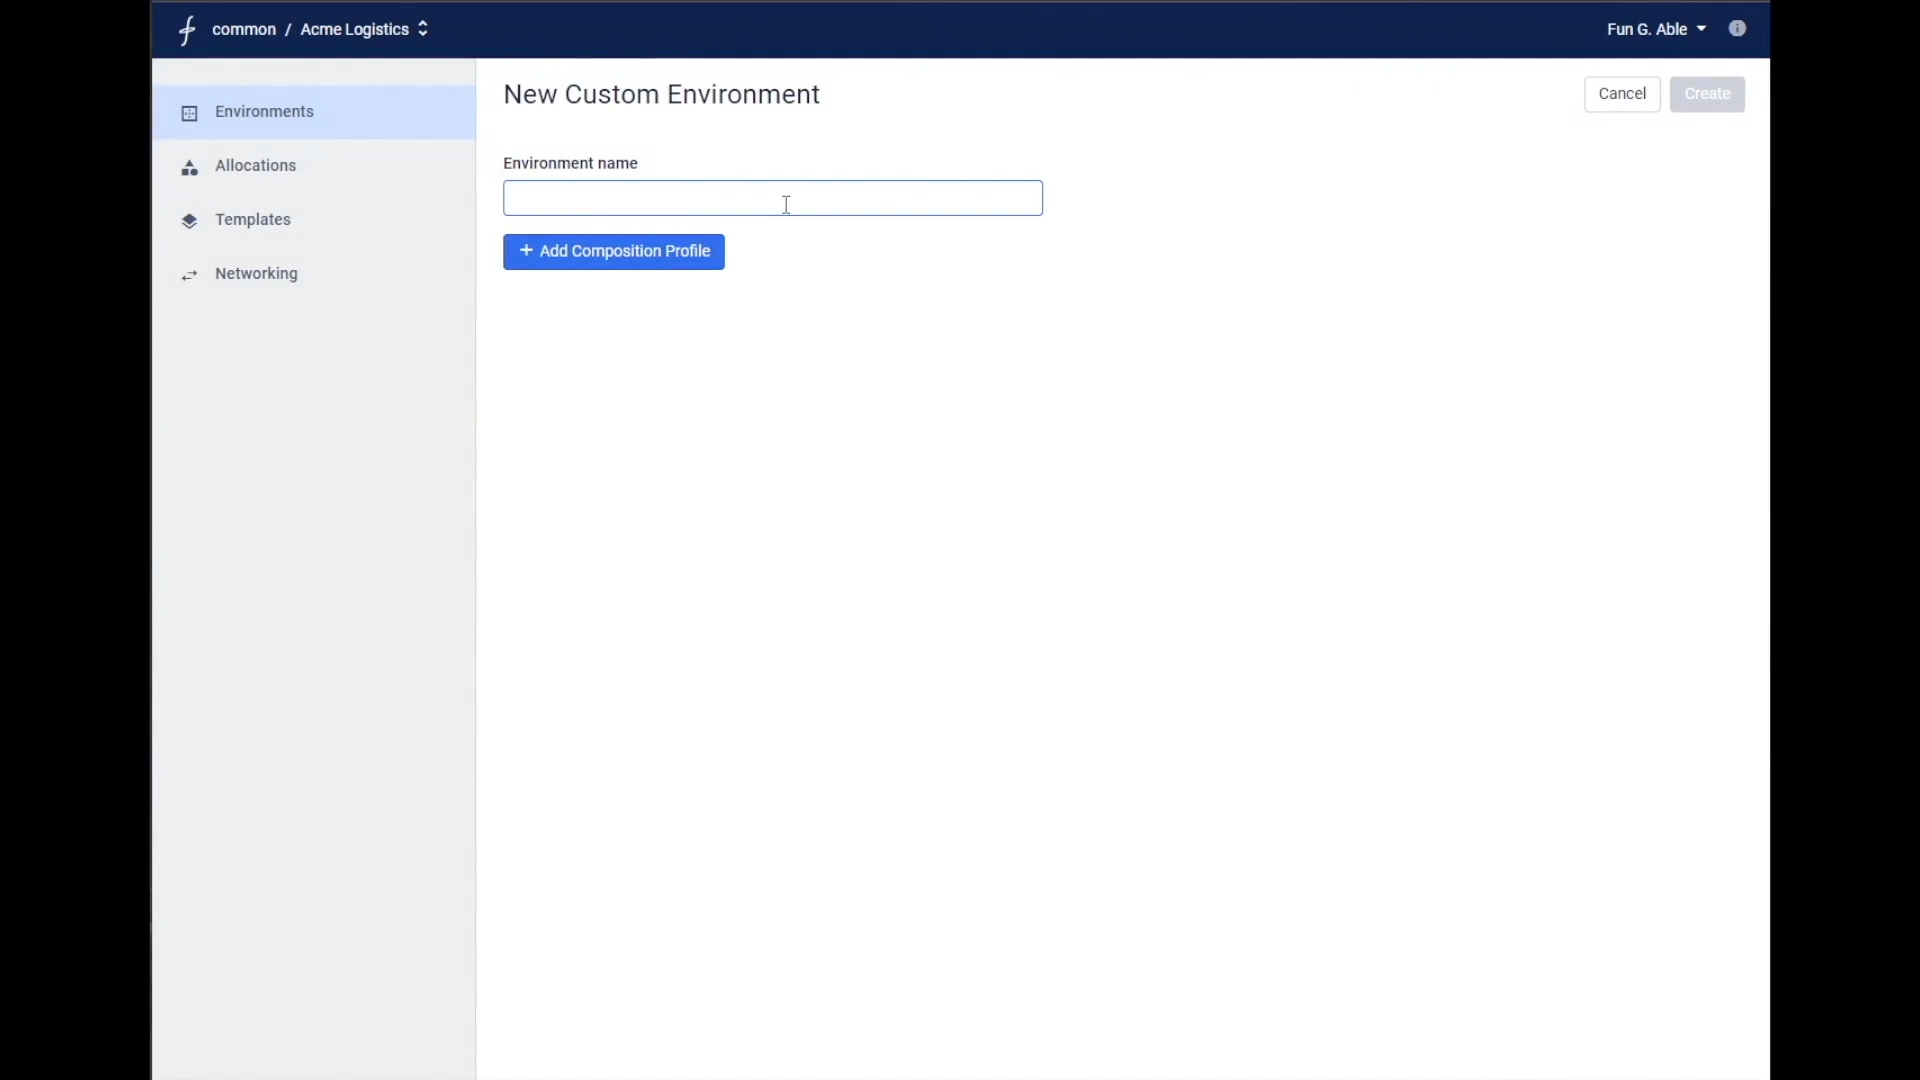 common / Acme Logistics
Fun G. Able
Environments
Allocations
Templates
Networking
New Custom Environment
Cancel
Create
Environment name
+ Add Composition Profile